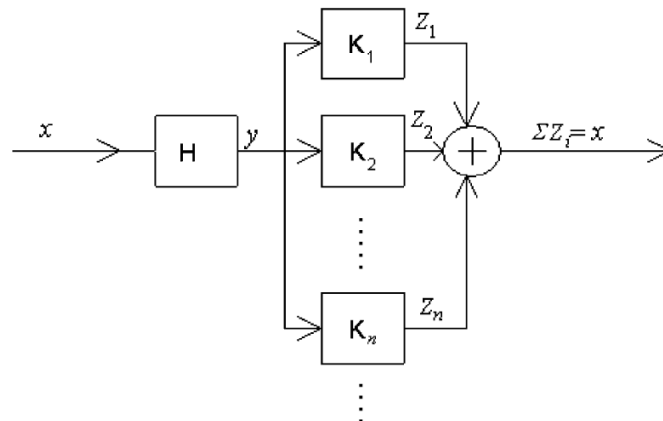 K₁
Z₁
x
H
y
K₂
Z₂
+
ΣZᵢ=x
Kₙ
Zₙ